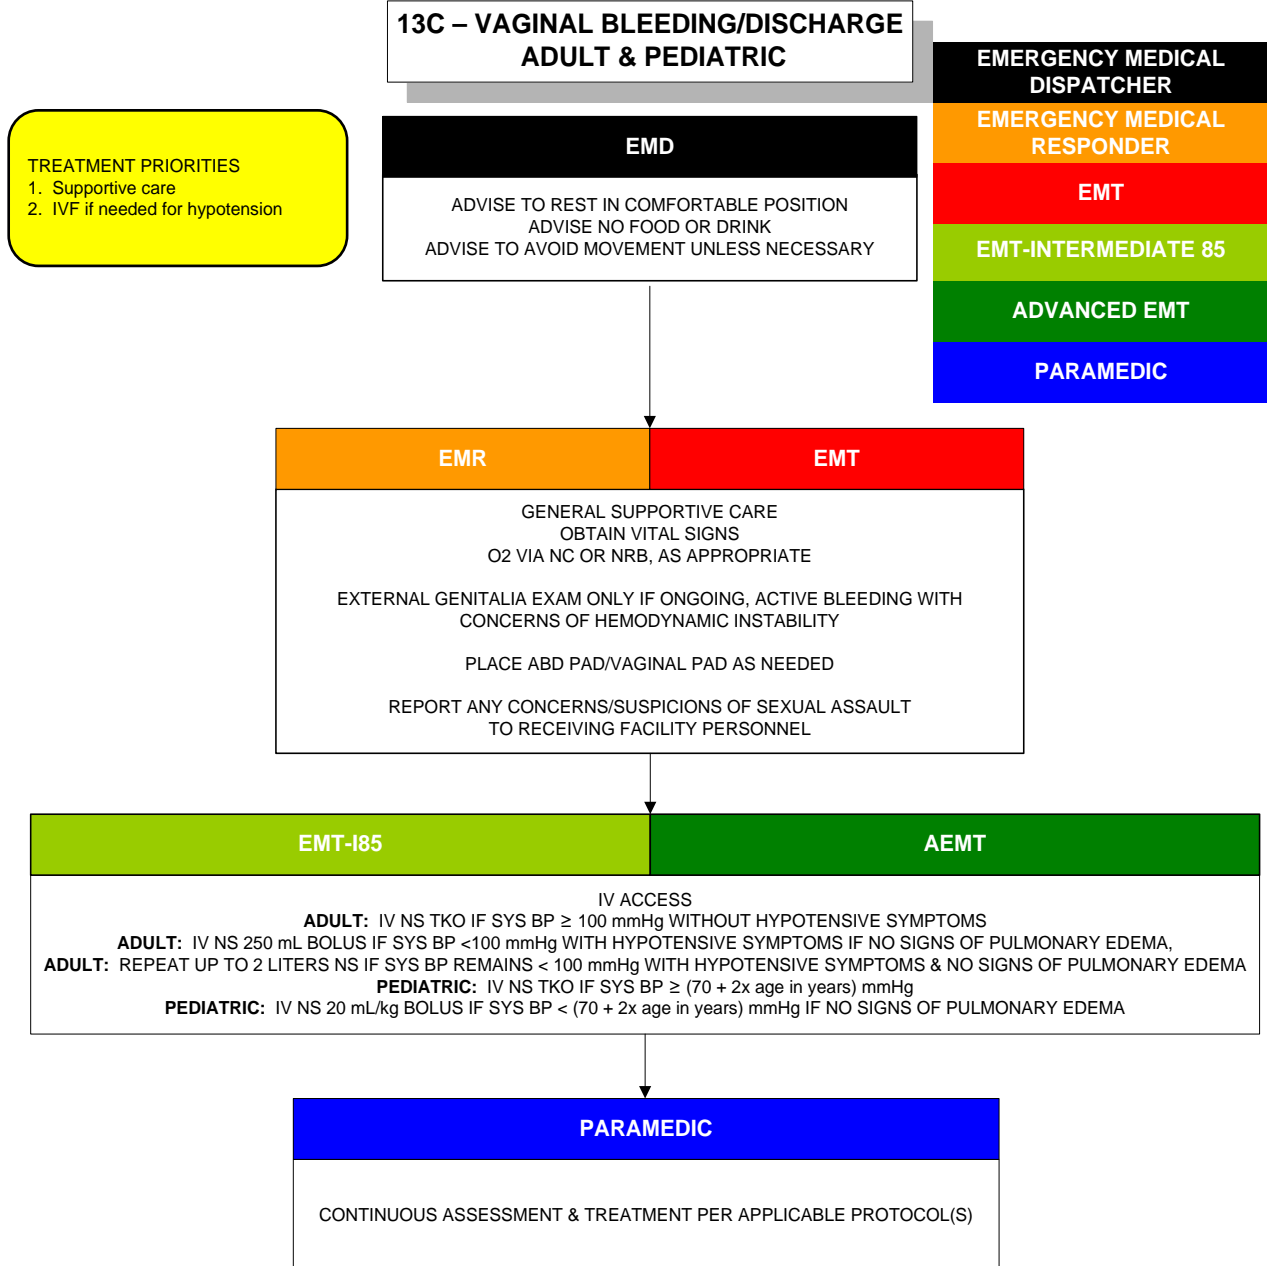 13C – VAGINAL BLEEDING/DISCHARGE
ADULT & PEDIATRIC
EMERGENCY MEDICAL
DISPATCHER
EMERGENCY MEDICAL
RESPONDER
EMT
EMT-INTERMEDIATE 85
ADVANCED EMT
PARAMEDIC
TREATMENT PRIORITIES
1. Supportive care
2. IVF if needed for hypotension
EMD
ADVISE TO REST IN COMFORTABLE POSITION
ADVISE NO FOOD OR DRINK
ADVISE TO AVOID MOVEMENT UNLESS NECESSARY
EMR
EMT
GENERAL SUPPORTIVE CARE
OBTAIN VITAL SIGNS
O2 VIA NC OR NRB, AS APPROPRIATE
EXTERNAL GENITALIA EXAM ONLY IF ONGOING, ACTIVE BLEEDING WITH
CONCERNS OF HEMODYNAMIC INSTABILITY
PLACE ABD PAD/VAGINAL PAD AS NEEDED
REPORT ANY CONCERNS/SUSPICIONS OF SEXUAL ASSAULT
TO RECEIVING FACILITY PERSONNEL
EMT-I85
AEMT
IV ACCESS
ADULT: IV NS TKO IF SYS BP ≥ 100 mmHg WITHOUT HYPOTENSIVE SYMPTOMS
ADULT: IV NS 250 mL BOLUS IF SYS BP <100 mmHg WITH HYPOTENSIVE SYMPTOMS IF NO SIGNS OF PULMONARY EDEMA,
ADULT: REPEAT UP TO 2 LITERS NS IF SYS BP REMAINS < 100 mmHg WITH HYPOTENSIVE SYMPTOMS & NO SIGNS OF PULMONARY EDEMA
PEDIATRIC: IV NS TKO IF SYS BP ≥ (70 + 2x age in years) mmHg
PEDIATRIC: IV NS 20 mL/kg BOLUS IF SYS BP < (70 + 2x age in years) mmHg IF NO SIGNS OF PULMONARY EDEMA
PARAMEDIC
CONTINUOUS ASSESSMENT & TREATMENT PER APPLICABLE PROTOCOL(S)